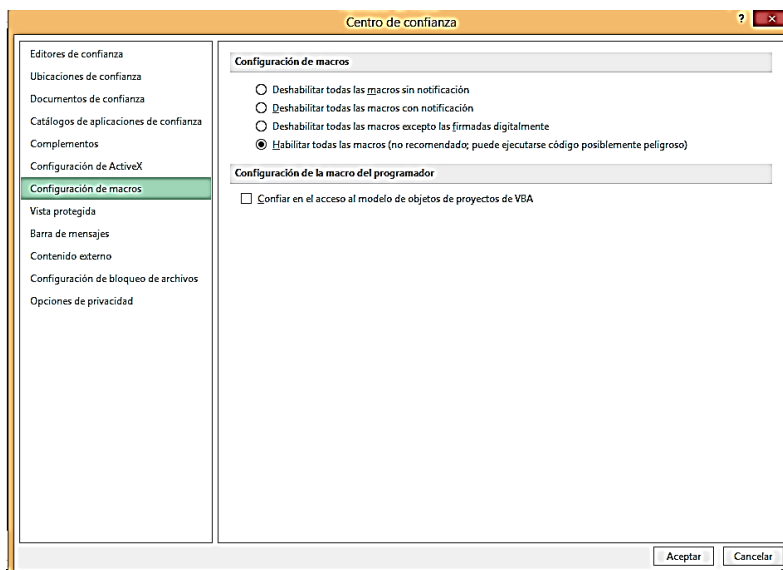 Centro de confianza
?
Editores de confianza
Ubicaciones de confianza
Documentos de confianza
Catálogos de aplicaciones de confianza
Complementos
Configuración de ActiveX
Configuración de macros
Vista protegida
Barra de mensajes
Contenido externo
Configuración de bloqueo de archivos
Opciones de privacidad
Configuración de macros
Deshabilitar todas las macros sin notificación
Deshabilitar todas las macros con notificación
Deshabilitar todas las macros excepto las firmadas digitalmente
Habilitar todas las macros (no recomendado; puede ejecutarse código posiblemente peligroso)
Configuración de la macro del programador
Confiar en el acceso al modelo de objetos de proyectos de VBA
Aceptar
Cancelar